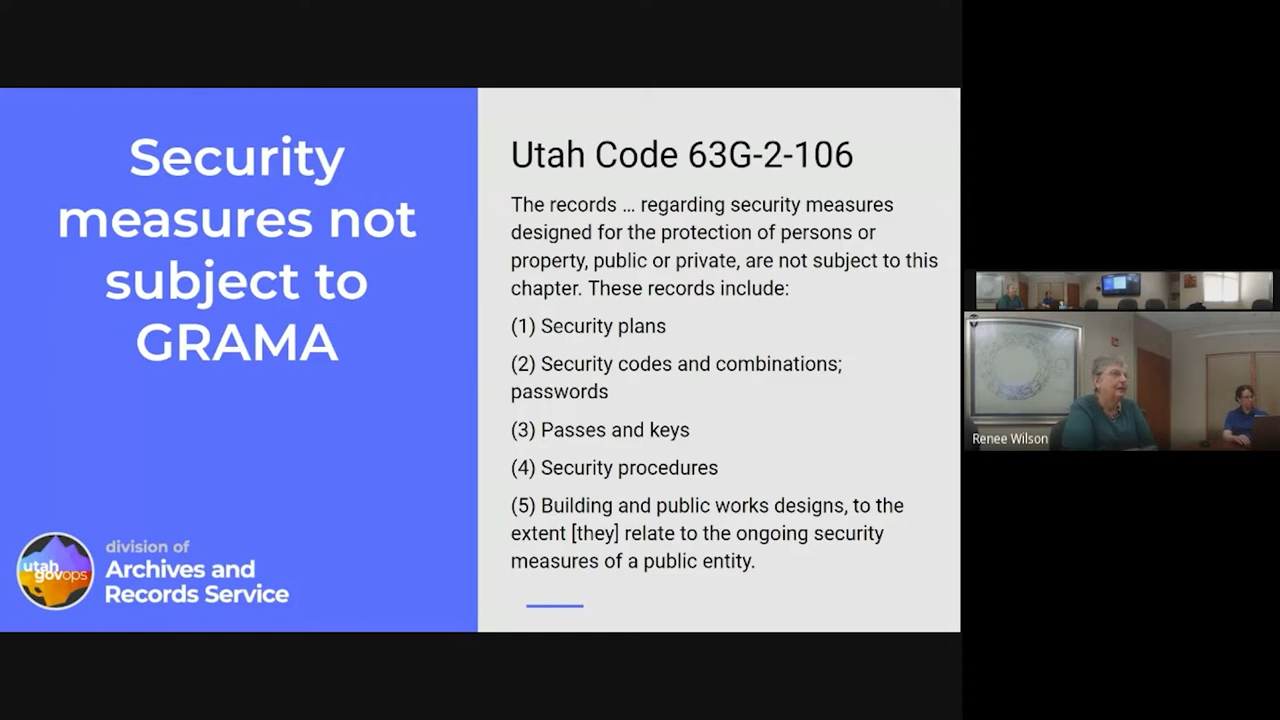 Security
measures not
subject to
GRAMA
utah
govops
division of
Archives and
Records Service
Utah Code 63G-2-106
The records ... regarding security measures
designed for the protection of persons or
property, public or private, are not subject to this
chapter. These records include:
(1) Security plans
(2) Security codes and combinations;
passwords
(3) Passes and keys
(4) Security procedures
(5) Building and public works designs, to the
extent [they] relate to the ongoing security
measures of a public entity.
Renee Wilson